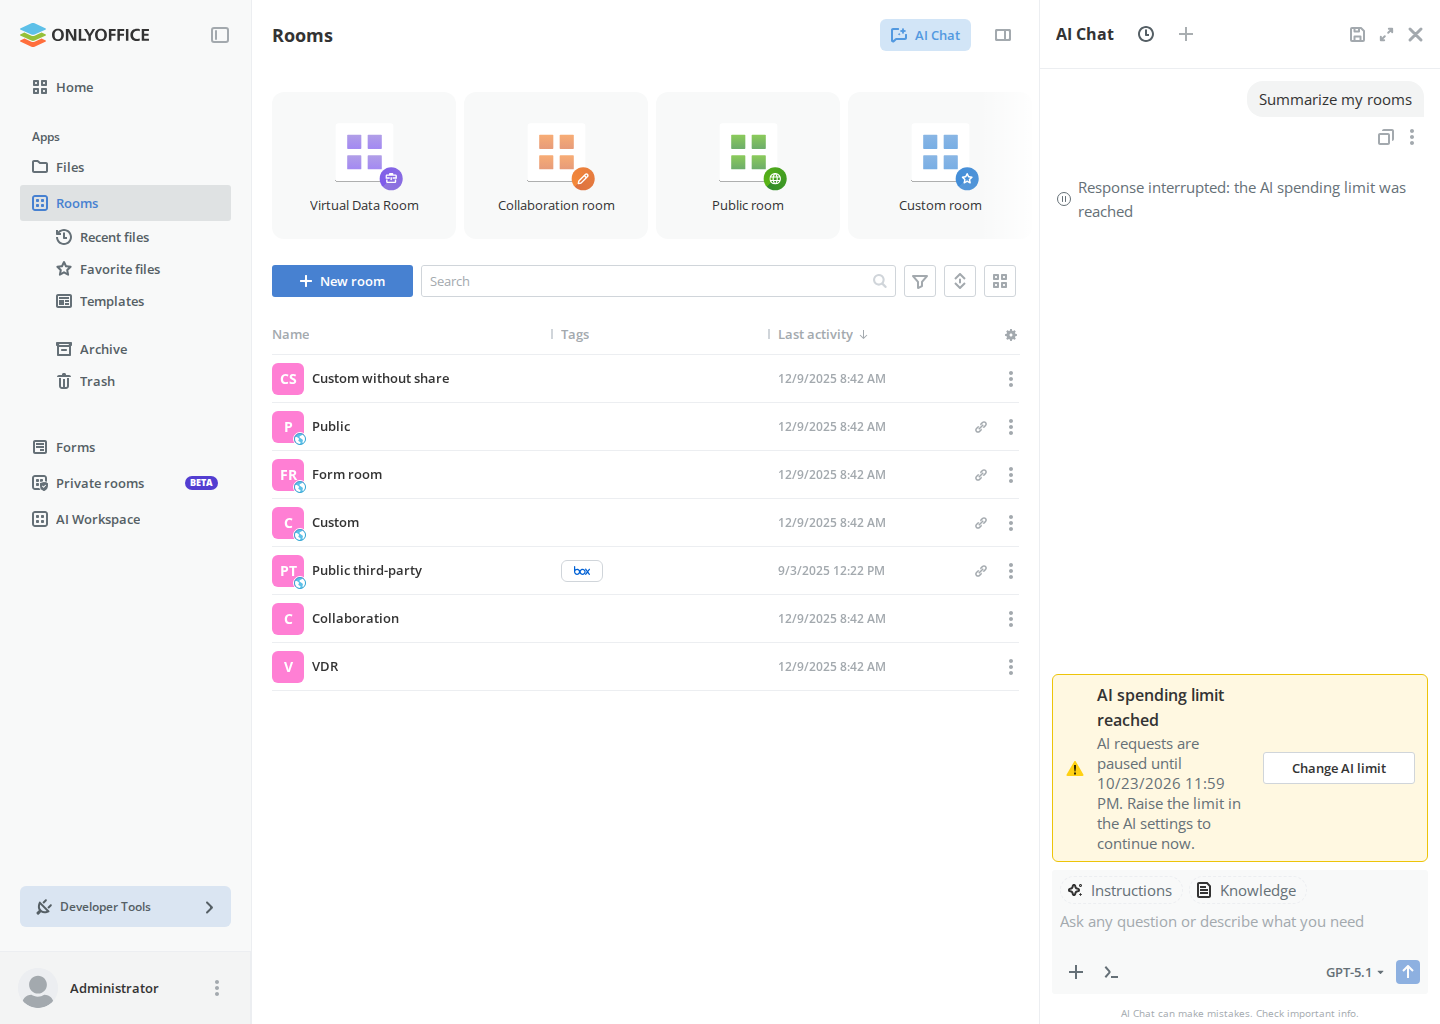 ONLYOFFICE
Home
Apps
Files
Rooms
Recent files
Favorite files
Templates
Archive
Trash
Forms
Private rooms BETA
AI Workspace
Developer Tools
Administrator
Rooms
AI Chat
Virtual Data Room
Collaboration room
Public room
Custom room
New room
Search
Name Tags Last activity
CS Custom without share 12/9/2025 8:42 AM
P Public 12/9/2025 8:42 AM
FR Form room 12/9/2025 8:42 AM
C Custom 12/9/2025 8:42 AM
PT Public third-party box 9/3/2025 12:22 PM
C Collaboration 12/9/2025 8:42 AM
V VDR 12/9/2025 8:42 AM
AI Chat
Summarize my rooms
Response interrupted: the AI spending limit was
reached
AI spending limit
reached
AI requests are
paused until
10/23/2026 11:59
PM. Raise the limit in
the AI settings to
continue now.
Change AI limit
Instructions Knowledge
Ask any question or describe what you need
GPT-5.1
AI Chat can make mistakes. Check important info.